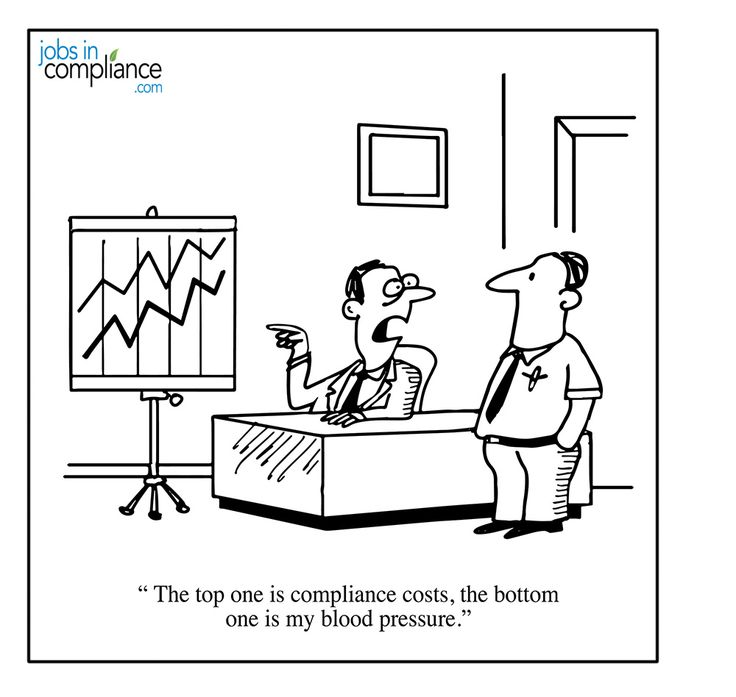 jobs in
compliance
.com
“ The top one is compliance costs, the bottom
one is my blood pressure.”